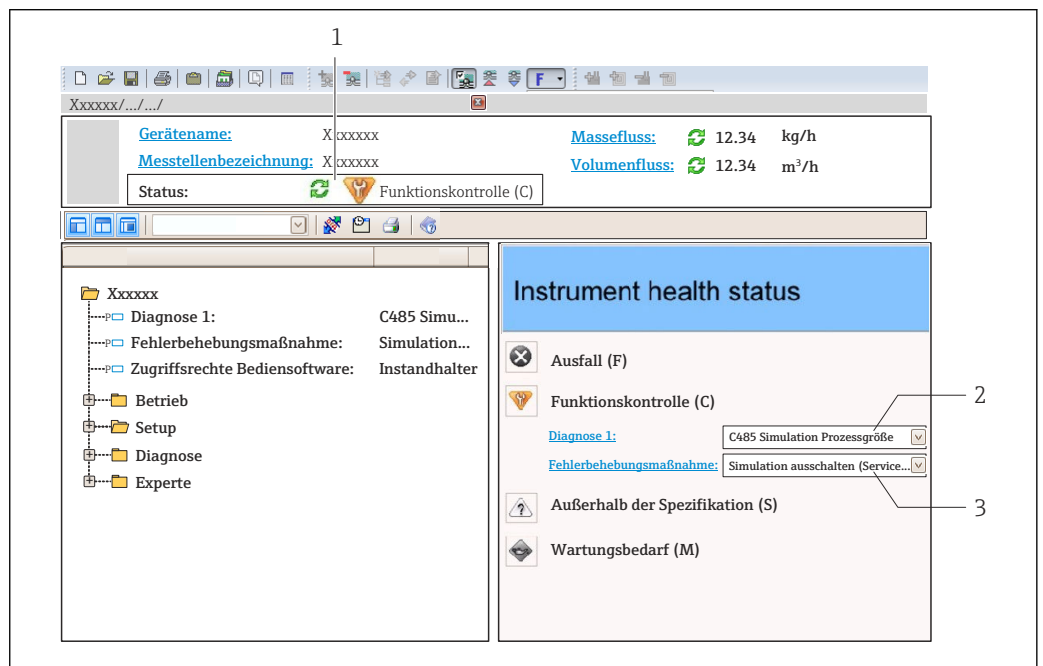 1
F
Xxxxxx/.../.../
Gerätename: Xxxxxxx
Massefluss: 12.34 kg/h
Messstellenbezeichnung: Xxxxxxx
Volumenfluss: 12.34 m³/h
Status: Funktionskontrolle (C)
Xxxxxx
P Diagnose 1: C485 Simu...
P Fehlerbehebungsmaßnahme: Simulation...
P Zugriffsrechte Bediensoftware: Instandhalter
Betrieb
Setup
Diagnose
Experte
Instrument health status
Ausfall (F)
Funktionskontrolle (C)
2
Diagnose 1: C485 Simulation Prozessgröße
Fehlerbehebungsmaßnahme: Simulation ausschalten (Service...
3
Außerhalb der Spezifikation (S)
Wartungsbedarf (M)